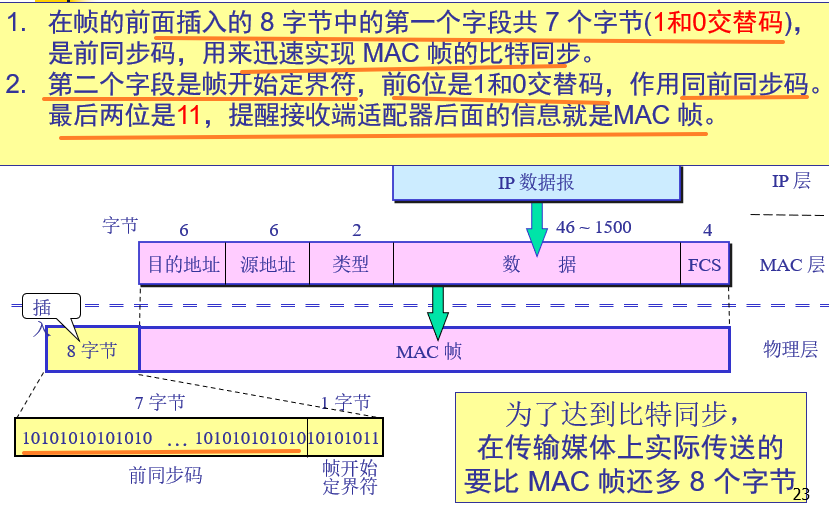 1. 在帧的前面插入的 8 字节中的第一个字段共 7 个字节(1和0交替码),
是前同步码，用来迅速实现 MAC 帧的比特同步。
2. 第二个字段是帧开始定界符，前6位是1和0交替码，作用同前同步码。
最后两位是11，提醒接收端适配器后面的信息就是MAC 帧。
IP 数据报
IP 层
字节
6
6
2
46 ~ 1500
4
目的地址
源地址
类型
数 据
FCS
MAC 层
插
入
8 字节
MAC 帧
物理层
7 字节
1 字节
10101010101010 … 101010101010
10101011
前同步码
帧开始
定界符
为了达到比特同步，
在传输媒体上实际传送的
要比 MAC 帧还多 8 个字节
23